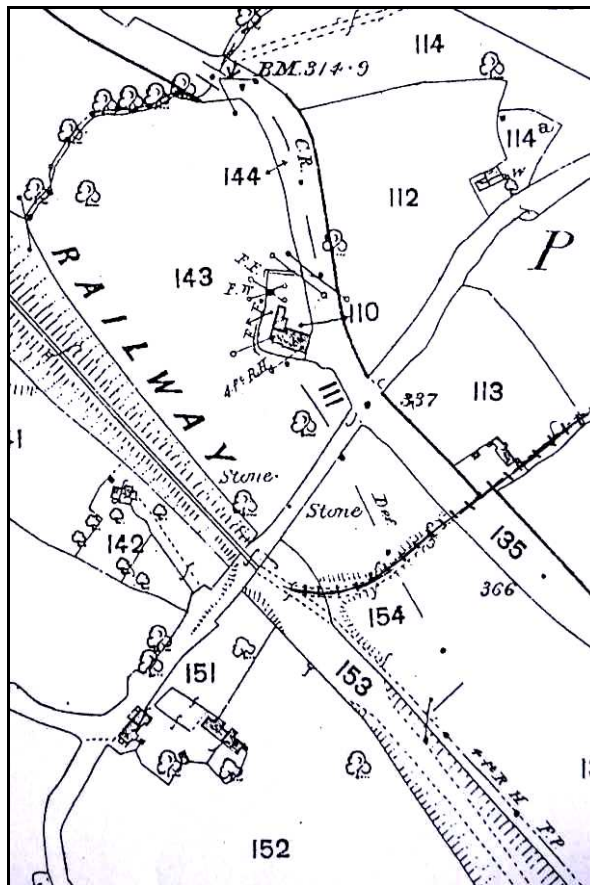 114
B.M. 314·9
114a
W
C.R.
144
112
P
RAILWAY
143
F.F.
F.W.
110
4 ft R.H.
111
337
113
Stone
Stone
Def
142
135
366
154
151
153
4 ft R.H.
F.P.
152